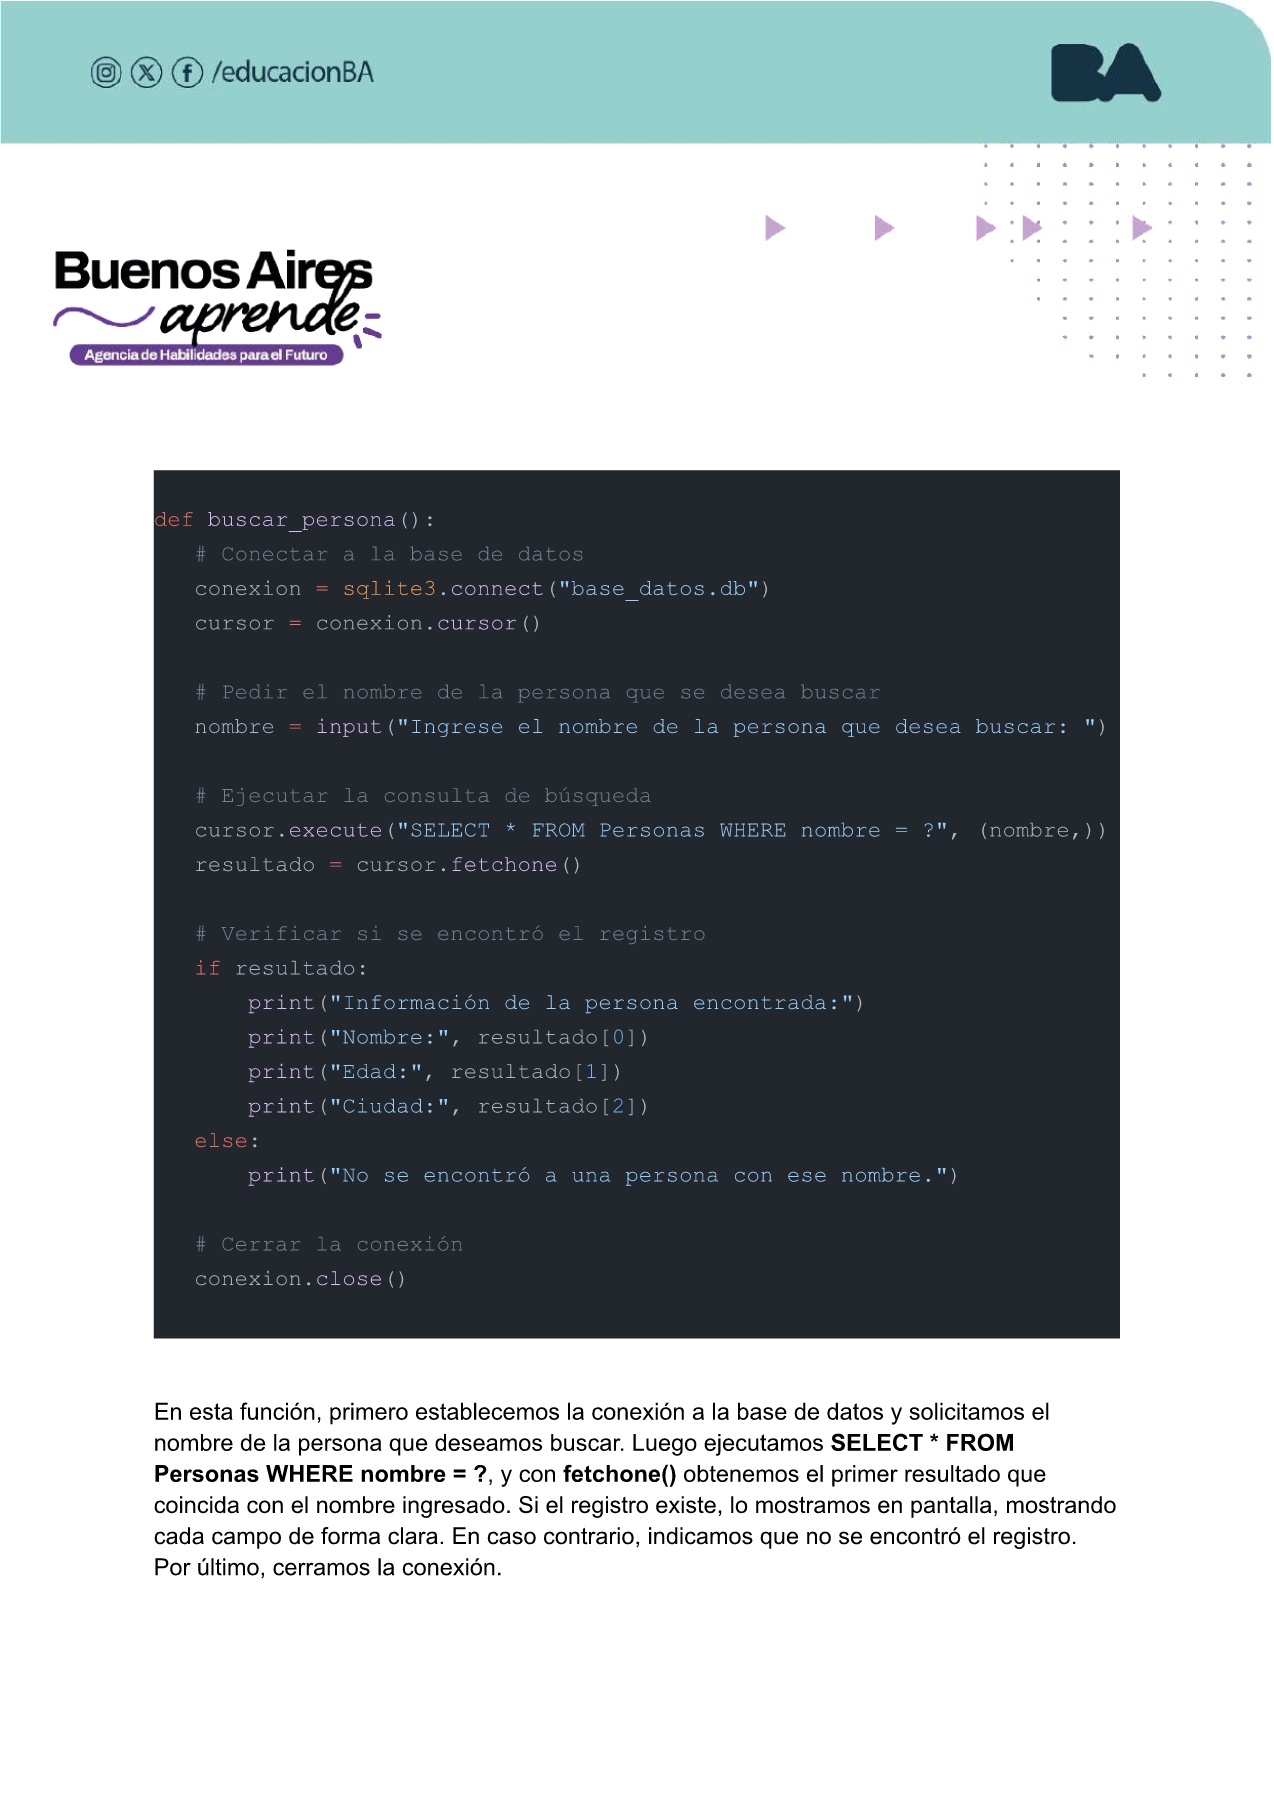 /educacionBA
BA
Buenos Aires
aprende
Agencia de Habilidades para el Futuro
def buscar_persona():
    # Conectar a la base de datos
    conexion = sqlite3.connect("base_datos.db")
    cursor = conexion.cursor()

    # Pedir el nombre de la persona que se desea buscar
    nombre = input("Ingrese el nombre de la persona que desea buscar: ")

    # Ejecutar la consulta de búsqueda
    cursor.execute("SELECT * FROM Personas WHERE nombre = ?", (nombre,))
    resultado = cursor.fetchone()

    # Verificar si se encontró el registro
    if resultado:
        print("Información de la persona encontrada:")
        print("Nombre:", resultado[0])
        print("Edad:", resultado[1])
        print("Ciudad:", resultado[2])
    else:
        print("No se encontró a una persona con ese nombre.")

    # Cerrar la conexión
    conexion.close()
En esta función, primero establecemos la conexión a la base de datos y solicitamos el
nombre de la persona que deseamos buscar. Luego ejecutamos SELECT * FROM
Personas WHERE nombre = ?, y con fetchone() obtenemos el primer resultado que
coincida con el nombre ingresado. Si el registro existe, lo mostramos en pantalla, mostrando
cada campo de forma clara. En caso contrario, indicamos que no se encontró el registro.
Por último, cerramos la conexión.